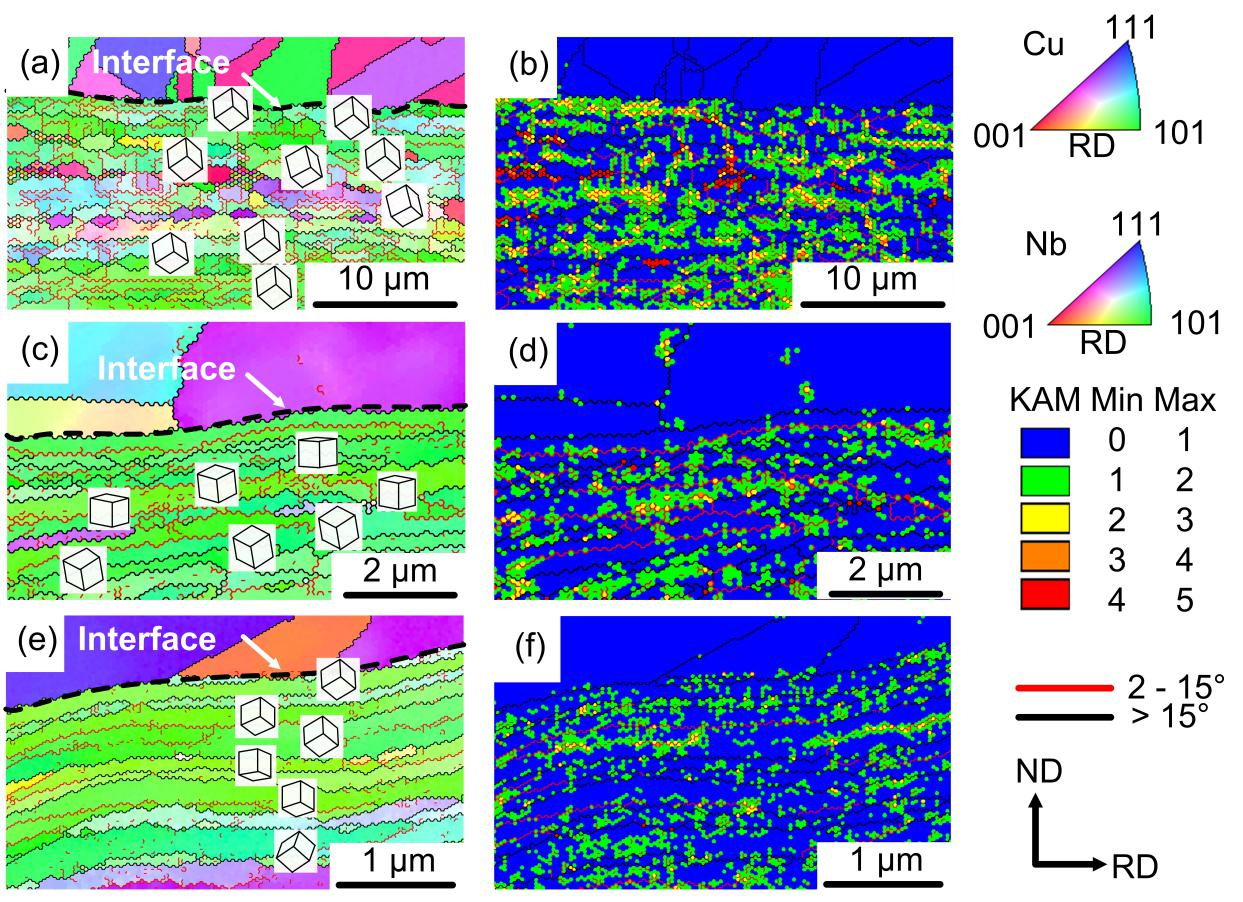 (a)
Interface
10 µm
(b)
10 µm
(c)
Interface
2 µm
(d)
2 µm
(e)
Interface
1 µm
(f)
1 µm
Cu
111
001
101
RD
Nb
111
001
101
RD
KAM Min Max
0 1
1 2
2 3
3 4
4 5
2 - 15°
> 15°
ND
RD